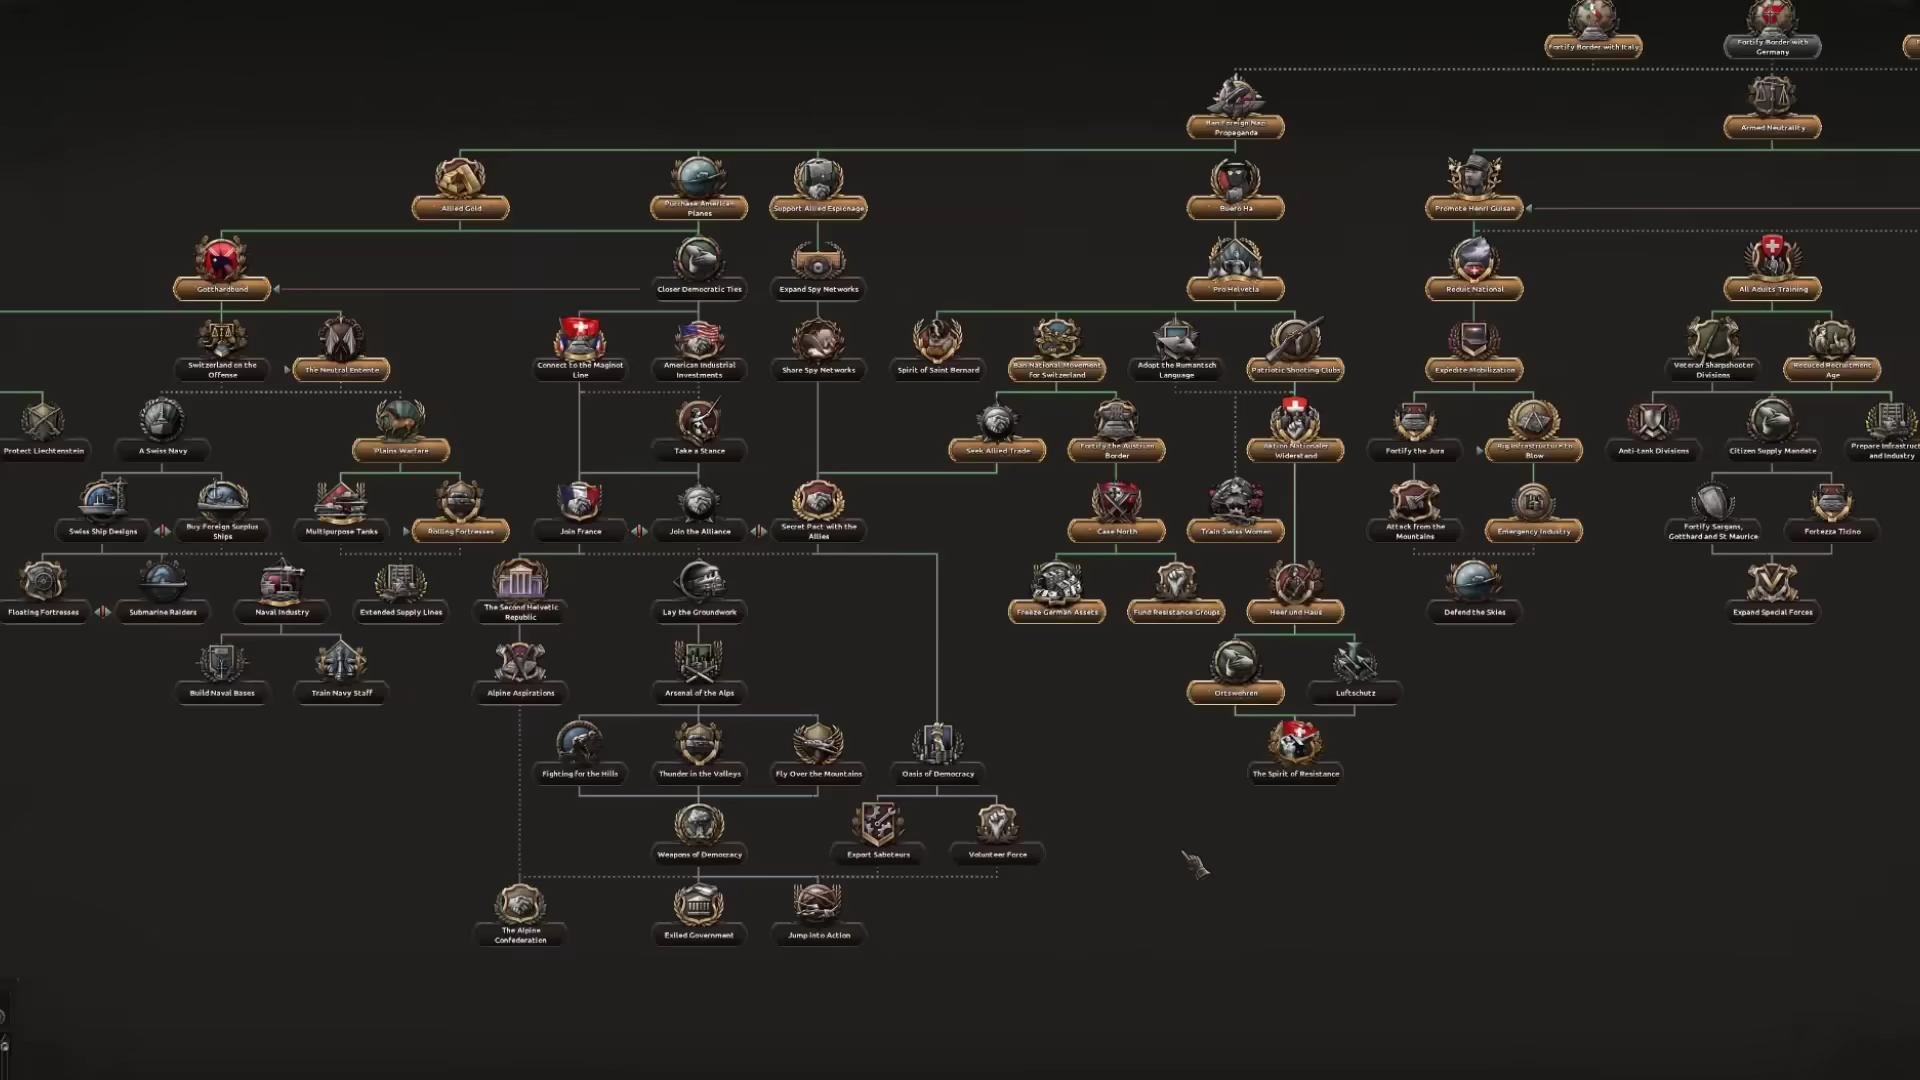 Fortify Border with Italy
Fortify Border with
Germany
Ban Foreign Nazi
Propaganda
Armed Neutrality
Allied Gold
Purchase American
Planes
Support Allied Espionage
Buero Ha
Promote Henri Guisan
Gotthardbund
Closer Democratic Ties
Expand Spy Networks
Pro Helvetia
Reduit National
All Adults Training
Switzerland on the
Offense
The Neutral Entente
Connect to the Maginot
Line
American Industrial
Investments
Share Spy Networks
Spirit of Saint Bernard
Ban National Movement
for Switzerland
Adopt the Rumantsch
Language
Patriotic Shooting Clubs
Expedite Mobilization
Veteran Sharpshooter
Divisions
Reduced Recruitment
Age
Protect Liechtenstein
A Swiss Navy
Plains Warfare
Take a Stance
Seek Allied Trade
Fortify the Austrian
Border
Aktion Nationaler
Widerstand
Fortify the Jura
Rig Infrastructure to
Blow
Anti-tank Divisions
Citizen Supply Mandate
Prepare Infrastruct
and Industry
Swiss Ship Designs
Buy Foreign Surplus
Ships
Multipurpose Tanks
Rolling Fortresses
Join France
Join the Alliance
Secret Pact with the
Allies
Case North
Train Swiss Women
Attack from the
Mountains
Emergency Industry
Fortify Sargans,
Gotthard and St Maurice
Fortezza Ticino
Floating Fortresses
Submarine Raiders
Naval Industry
Extended Supply Lines
The Second Helvetic
Republic
Lay the Groundwork
Freeze German Assets
Fund Resistance Groups
Heer und Haus
Defend the Skies
Expand Special Forces
Build Naval Bases
Train Navy Staff
Alpine Aspirations
Arsenal of the Alps
Ortswehren
Luftschutz
Fighting for the Hills
Thunder in the Valleys
Fly Over the Mountains
Oasis of Democracy
The Spirit of Resistance
Weapons of Democracy
Export Saboteurs
Volunteer Force
The Alpine
Confederation
Exiled Government
Jump into Action